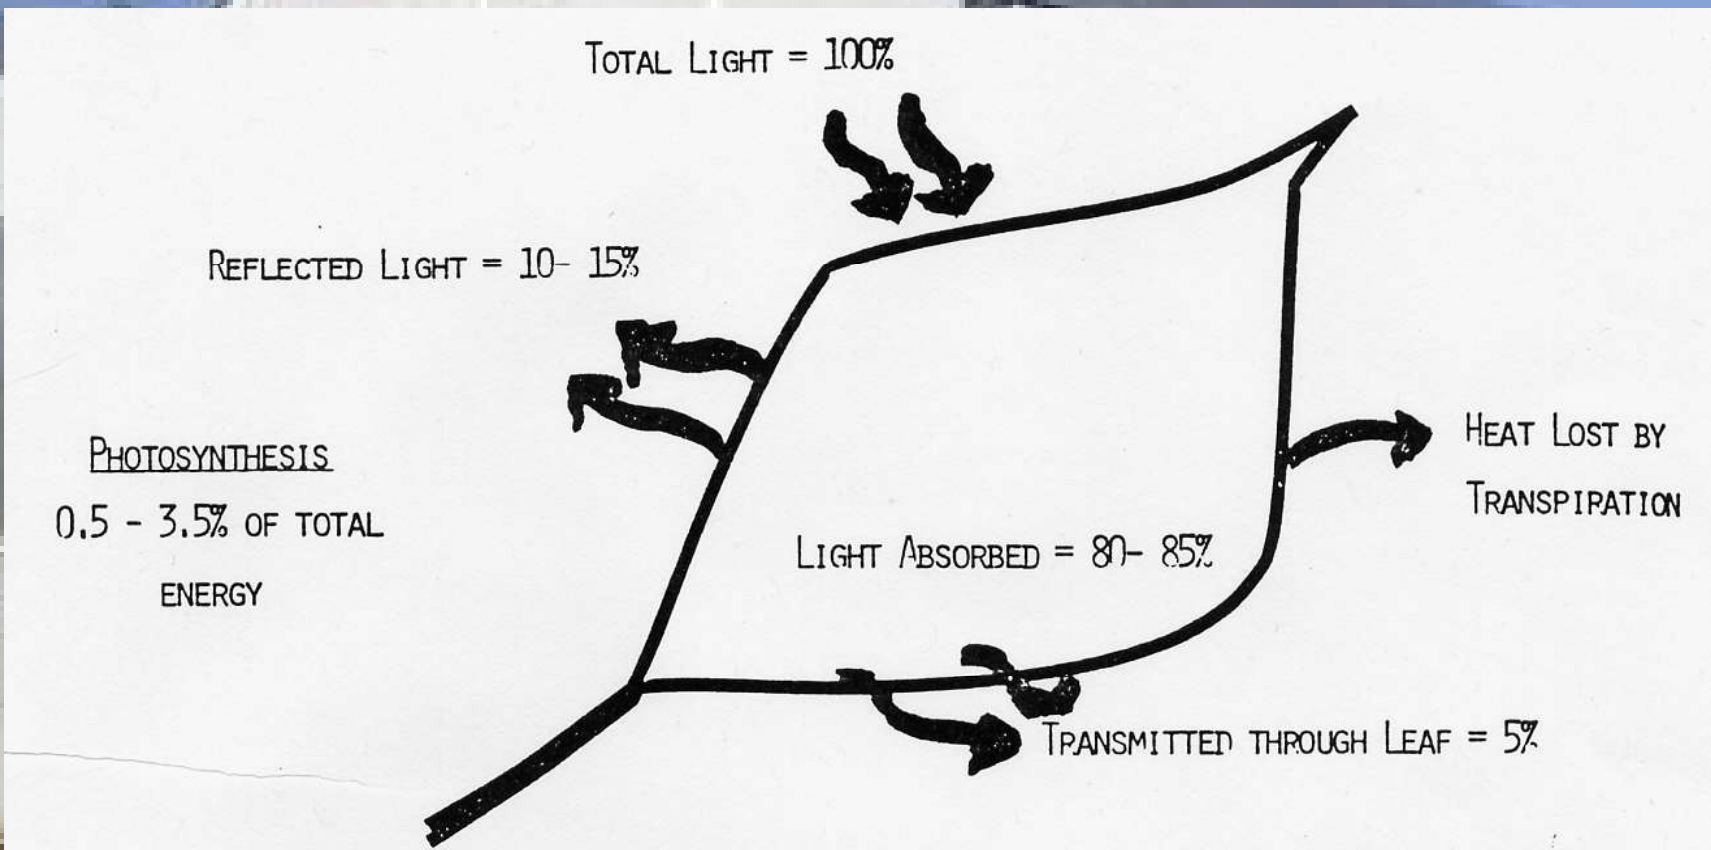 TOTAL LIGHT = 100%
REFLECTED LIGHT = 10- 15%
PHOTOSYNTHESIS
0.5 - 3.5% OF TOTAL
ENERGY
HEAT LOST BY
TRANSPIRATION
LIGHT ABSORBED = 80- 85%
TRANSMITTED THROUGH LEAF = 5%